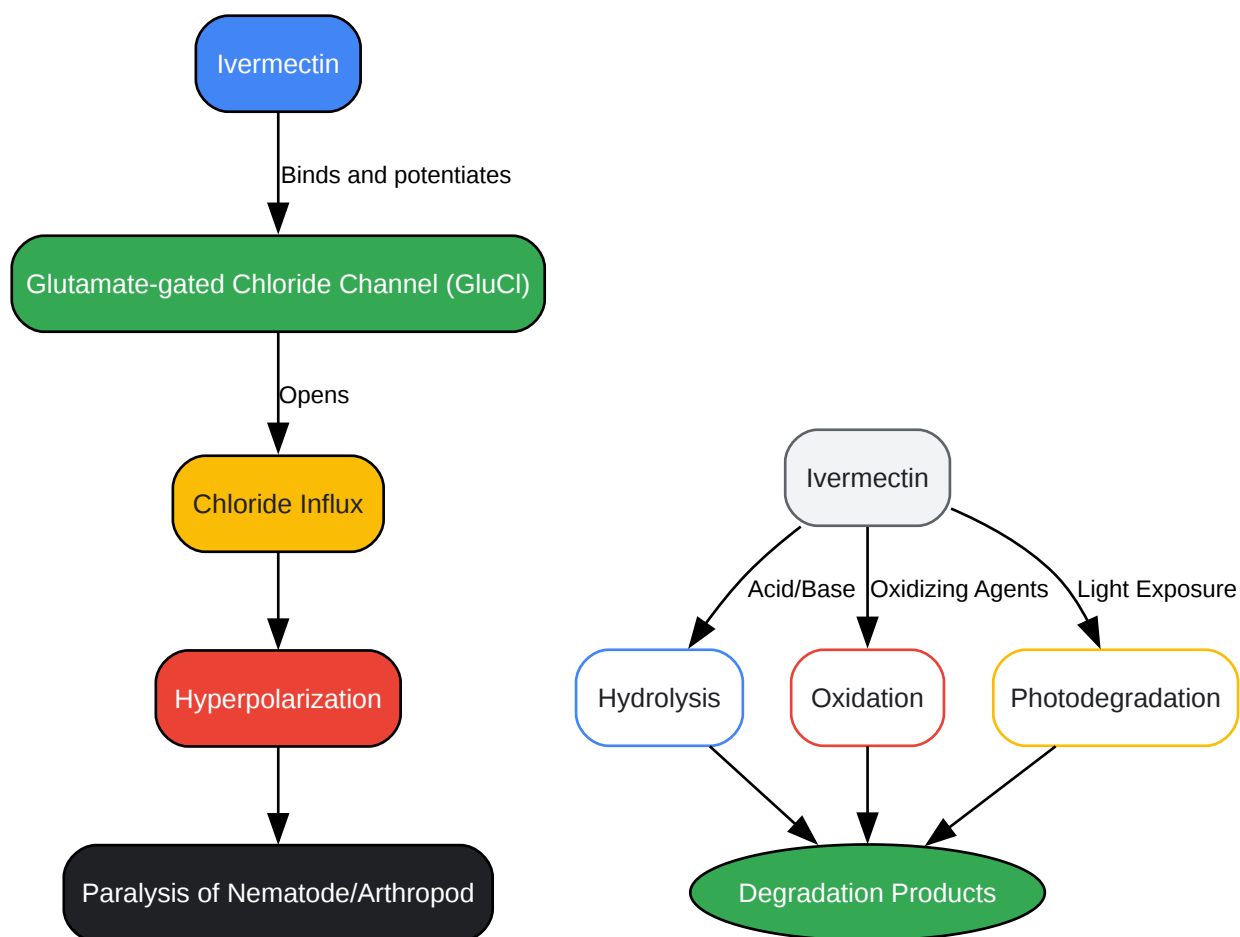 Ivermectin
Binds and potentiates
Glutamate-gated Chloride Channel (GluCl)
Opens
Chloride Influx
Hyperpolarization
Paralysis of Nematode/Arthropod
Ivermectin
Acid/Base
Oxidizing Agents
Light Exposure
Hydrolysis
Oxidation
Photodegradation
Degradation Products